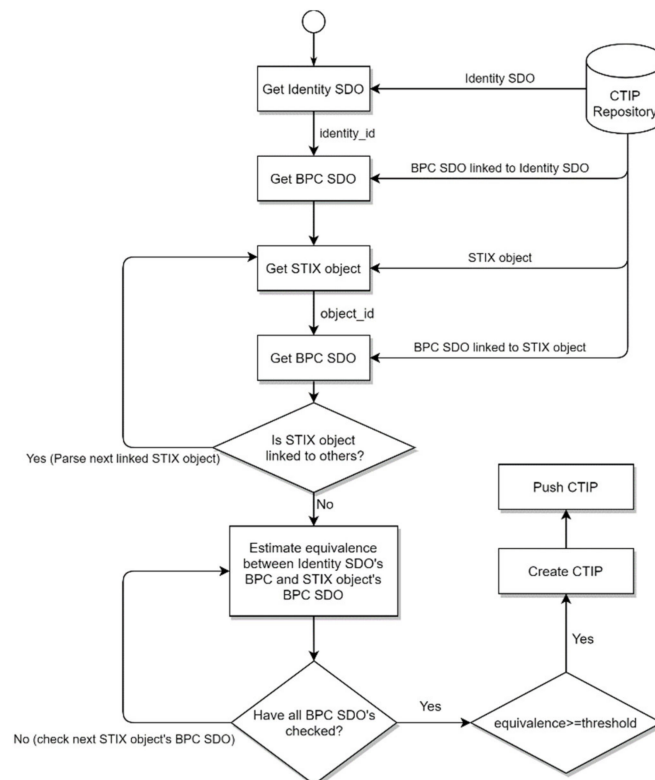 Get Identity SDO
Identity SDO
CTIP
Repository
identity_id
Get BPC SDO
BPC SDO linked to Identity SDO
Get STIX object
STIX object
object_id
Get BPC SDO
BPC SDO linked to STIX object
Is STIX object
linked to others?
Yes (Parse next linked STIX object)
No
Push CTIP
Estimate equivalence
between Identity SDO's
BPC and STIX object's
BPC SDO
Create CTIP
Yes
Have all BPC SDO's
checked?
Yes
equivalence>=threshold
No (check next STIX object's BPC SDO)